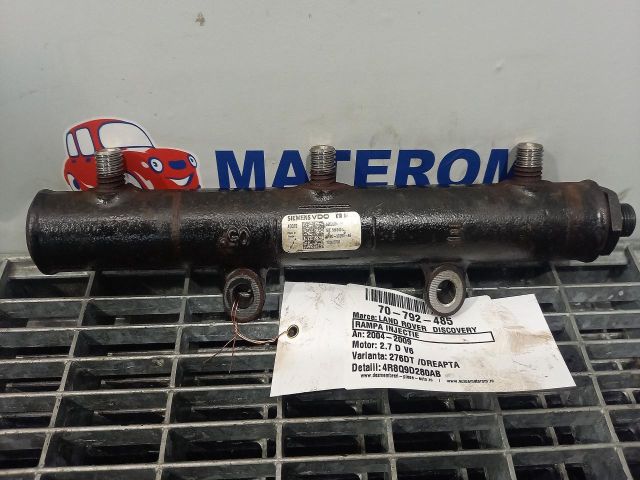 MATEROM
SIEMENS VDO
70-792-485
Marca: LAND ROVER DISCOVERY
RAMPA INJECTIE
An: 2004 - 2009
Motor: 2.7 D V6
Varianta: 276DT /DREAPTA
Detalii: 4R8Q9D280AB